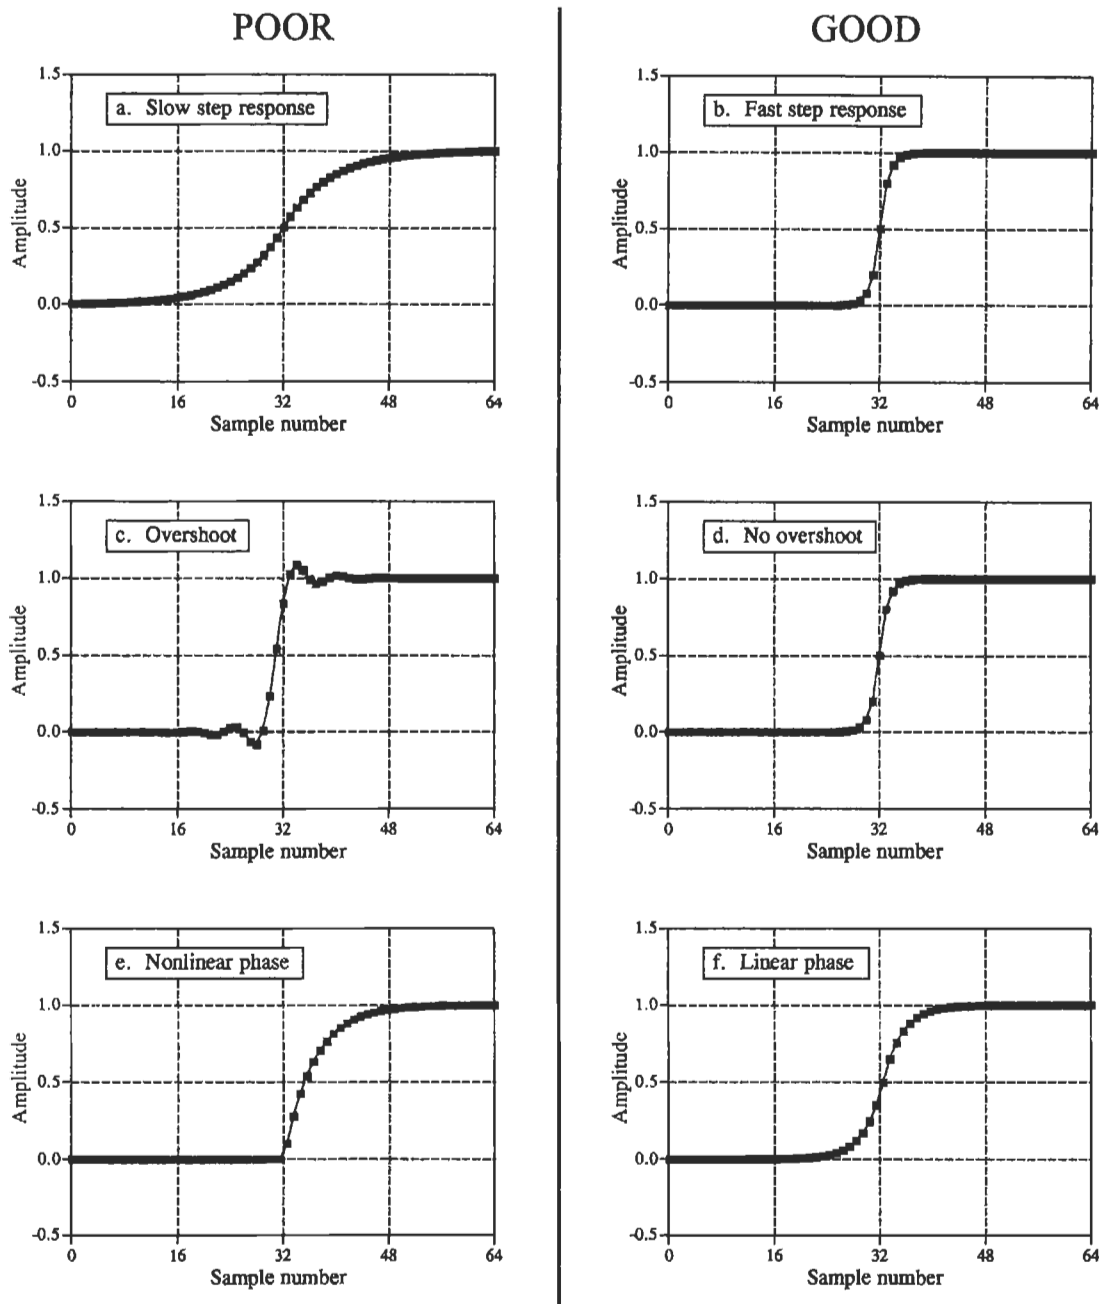 POOR
GOOD
a. Slow step response
1.5
1.0
0.5
0.0
-0.5
Amplitude
0 16 32 48 64
Sample number
b. Fast step response
1.5
1.0
0.5
0.0
-0.5
Amplitude
0 16 32 48 64
Sample number
c. Overshoot
1.5
1.0
0.5
0.0
-0.5
Amplitude
0 16 32 48 64
Sample number
d. No overshoot
1.5
1.0
0.5
0.0
-0.5
Amplitude
0 16 32 48 64
Sample number
e. Nonlinear phase
1.5
1.0
0.5
0.0
-0.5
Amplitude
0 16 32 48 64
Sample number
f. Linear phase
1.5
1.0
0.5
0.0
-0.5
Amplitude
0 16 32 48 64
Sample number